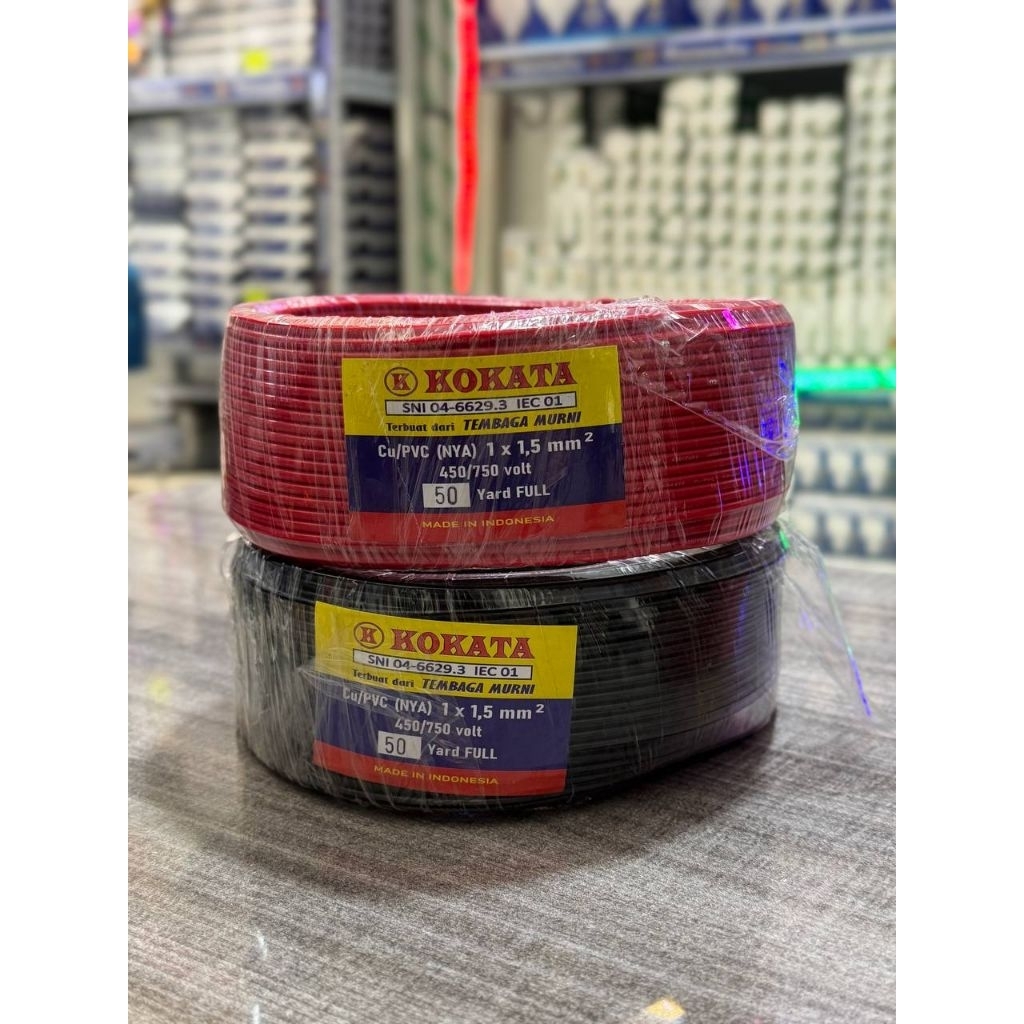 K KOKATA
SNI 04-6629.3 IEC 01
Terbuat dari TEMBAGA MURNI
Cu/PVC (NYA) 1 x 1,5 mm²
450/750 volt
50 Yard FULL
MADE IN INDONESIA
K KOKATA
SNI 04-6629.3 IEC 01
Terbuat dari TEMBAGA MURNI
Cu/PVC (NYA) 1 x 1,5 mm²
450/750 volt
50 Yard FULL
MADE IN INDONESIA